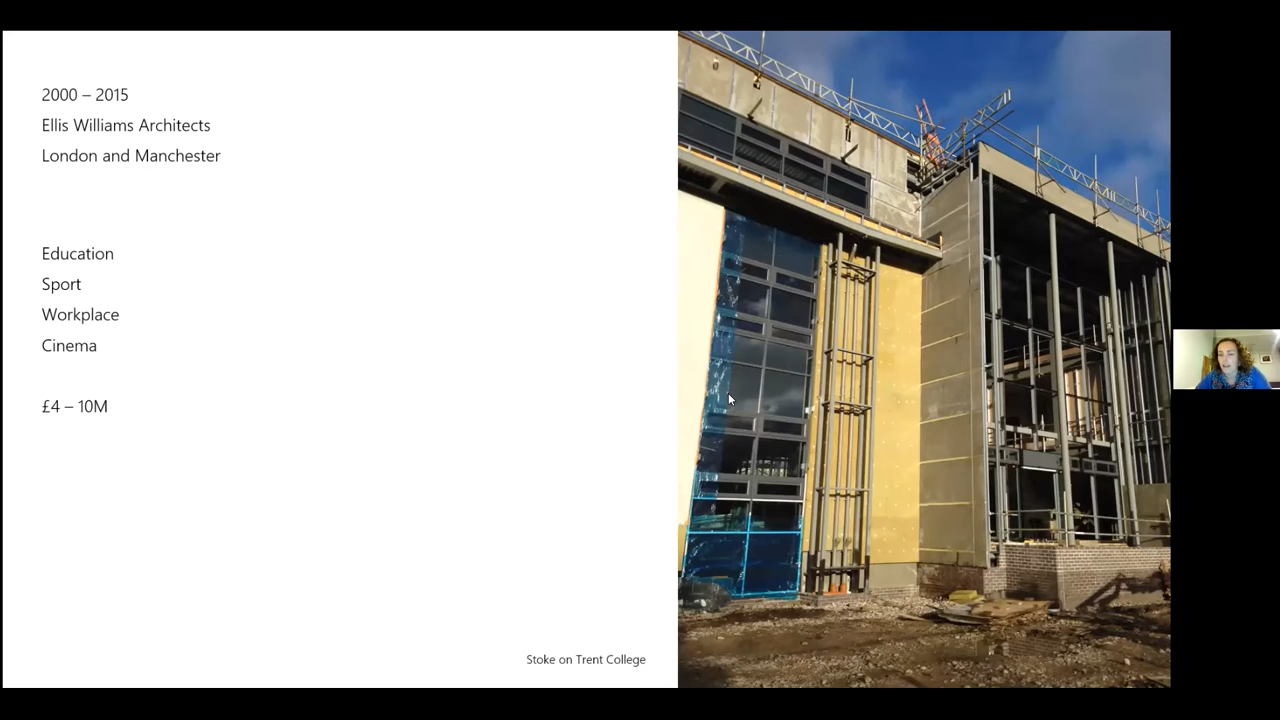 2000 – 2015
Ellis Williams Architects
London and Manchester
Education
Sport
Workplace
Cinema
£4 – 10M
Stoke on Trent College